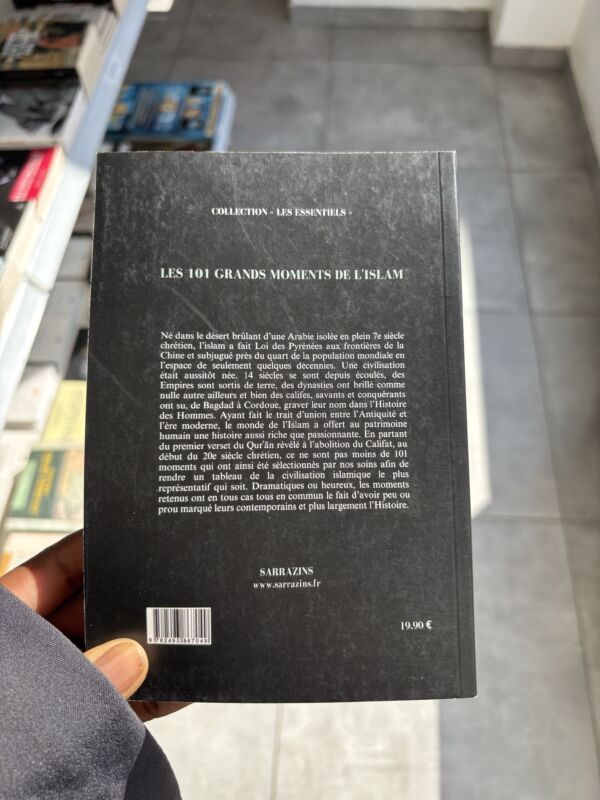 COLLECTION « LES ESSENTIELS »
LES 101 GRANDS MOMENTS DE L'ISLAM
Né dans le désert brûlant d'une Arabie isolée en plein 7e siècle
chrétien, l'islam a fait Loi des Pyrénées aux frontières de la
Chine et subjugué près du quart de la population mondiale en
l'espace de seulement quelques décennies. Une civilisation
était aussitôt née. 14 siècles se sont depuis écoulés, des
Empires sont sortis de terre, des dynasties ont brillé comme
nulle autre ailleurs et bien des califes, savants et conquérants
ont su, de Bagdad à Cordoue, graver leur nom dans l'Histoire
des Hommes. Ayant fait le trait d'union entre l'Antiquité et
l'ère moderne, le monde de l'Islam a offert au patrimoine
humain une histoire aussi riche que passionnante. En partant
du premier verset du Qur'ān révélé à l'abolition du Califat, au
début du 20e siècle chrétien, ce ne sont pas moins de 101
moments qui ont ainsi été sélectionnés par nos soins afin de
rendre un tableau de la civilisation islamique le plus
représentatif qui soit. Dramatiques ou heureux, les moments
retenus ont en tous cas tous en commun le fait d'avoir peu ou
prou marqué leurs contemporains et plus largement l'Histoire.
SARRAZINS
www.sarrazins.fr
19.90 €
9 782493 867049